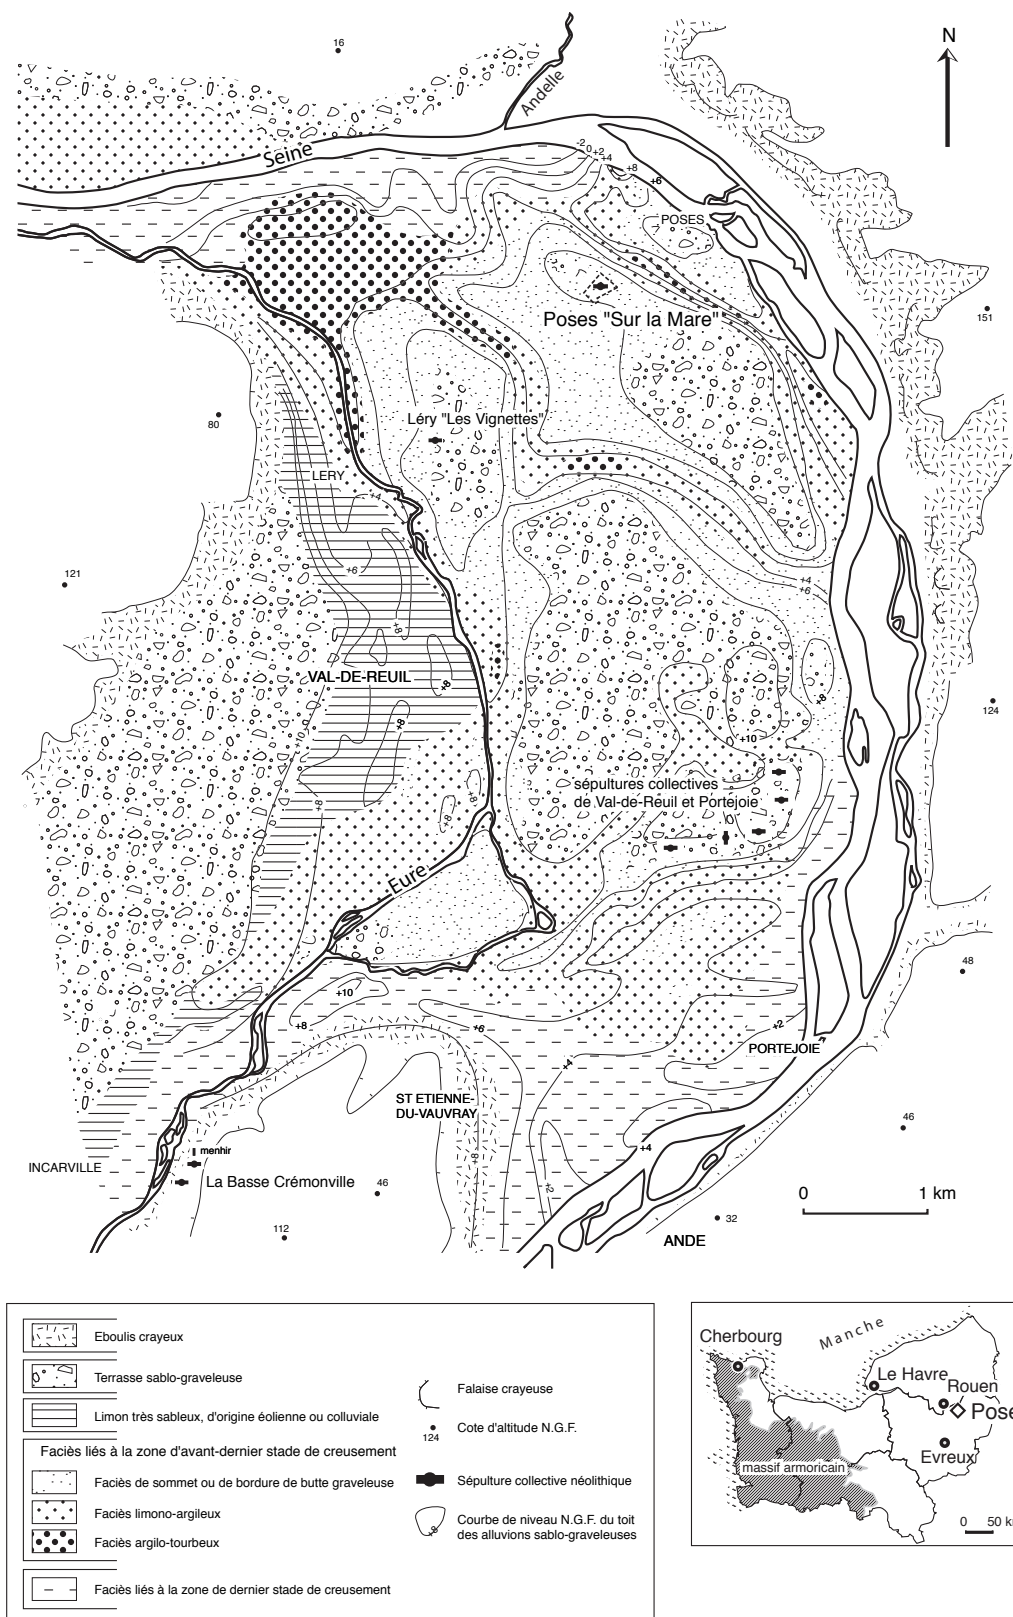 16
N
Andelle
Seine
-2
0
+2
+4
+8
+6
POSES
151
Poses "Sur la Mare"
80
Léry "Les Vignettes"
LERY
+4
+6
121
+4
+6
+8
VAL-DE-REUIL
+8
+8
124
+8
+10
+10
sépultures collectives
de Val-de-Reuil et Portejoie
7
+8
-8
+8
Eure
48
+10
+8
+6
+2
PORTEJOIE
+4
ST ETIENNE-
DU-VAUVRAY
46
+4
menhir
INCARVILLE
La Basse Crémonville
46
+2
0
1 km
32
112
ANDE
Eboulis crayeux
Terrasse sablo-graveleuse
Limon très sableux, d'origine éolienne ou colluviale
Faciès liés à la zone d'avant-dernier stade de creusement
Faciès de sommet ou de bordure de butte graveleuse
Faciès limono-argileux
Faciès argilo-tourbeux
Faciès liés à la zone de dernier stade de creusement
Falaise crayeuse
124
Cote d'altitude N.G.F.
Sépulture collective néolithique
Courbe de niveau N.G.F. du toit
des alluvions sablo-graveleuses
Cherbourg
Manche
Le Havre
Rouen
Pose
Evreux
massif armoricain
0
50 k